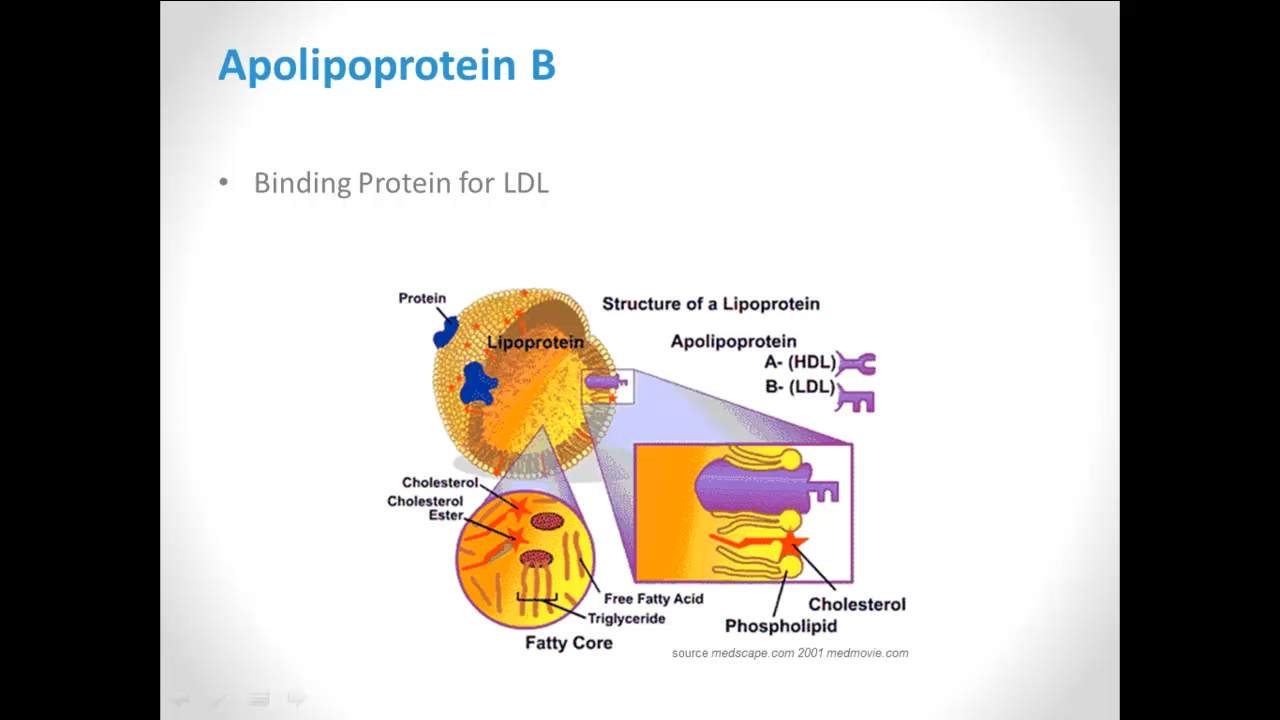 Apolipoprotein B
• Binding Protein for LDL
Protein
Structure of a Lipoprotein
Lipoprotein
Apolipoprotein
A- (HDL)
B- (LDL)
Cholesterol
Cholesterol
Ester
Free Fatty Acid
Triglyceride
Fatty Core
Cholesterol
Phospholipid
source medscape.com 2001 medmovie.com